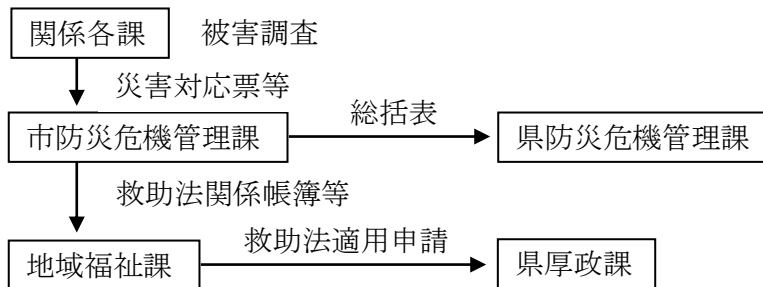 関係各課 被害調査
災害対応票等
総括表
市防災危機管理課 県防災危機管理課
救助法関係帳簿等
救助法適用申請
地域福祉課 県厚政課